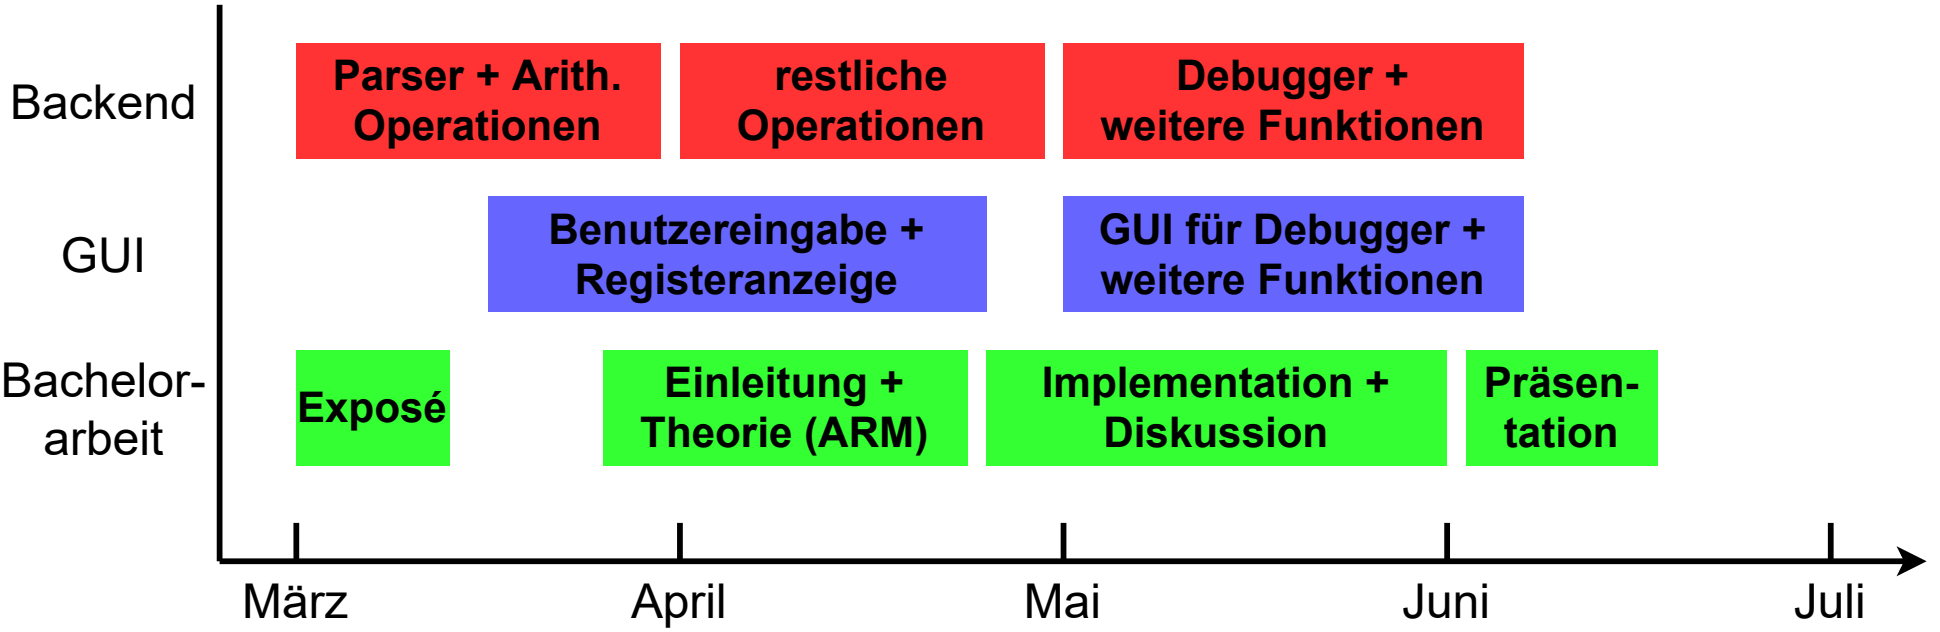 Backend
Parser + Arith.
Operationen
restliche
Operationen
Debugger +
weitere Funktionen
GUI
Benutzereingabe +
Registeranzeige
GUI für Debugger +
weitere Funktionen
Bachelor-
arbeit
Exposé
Einleitung +
Theorie (ARM)
Implementation +
Diskussion
Präsen-
tation
März
April
Mai
Juni
Juli